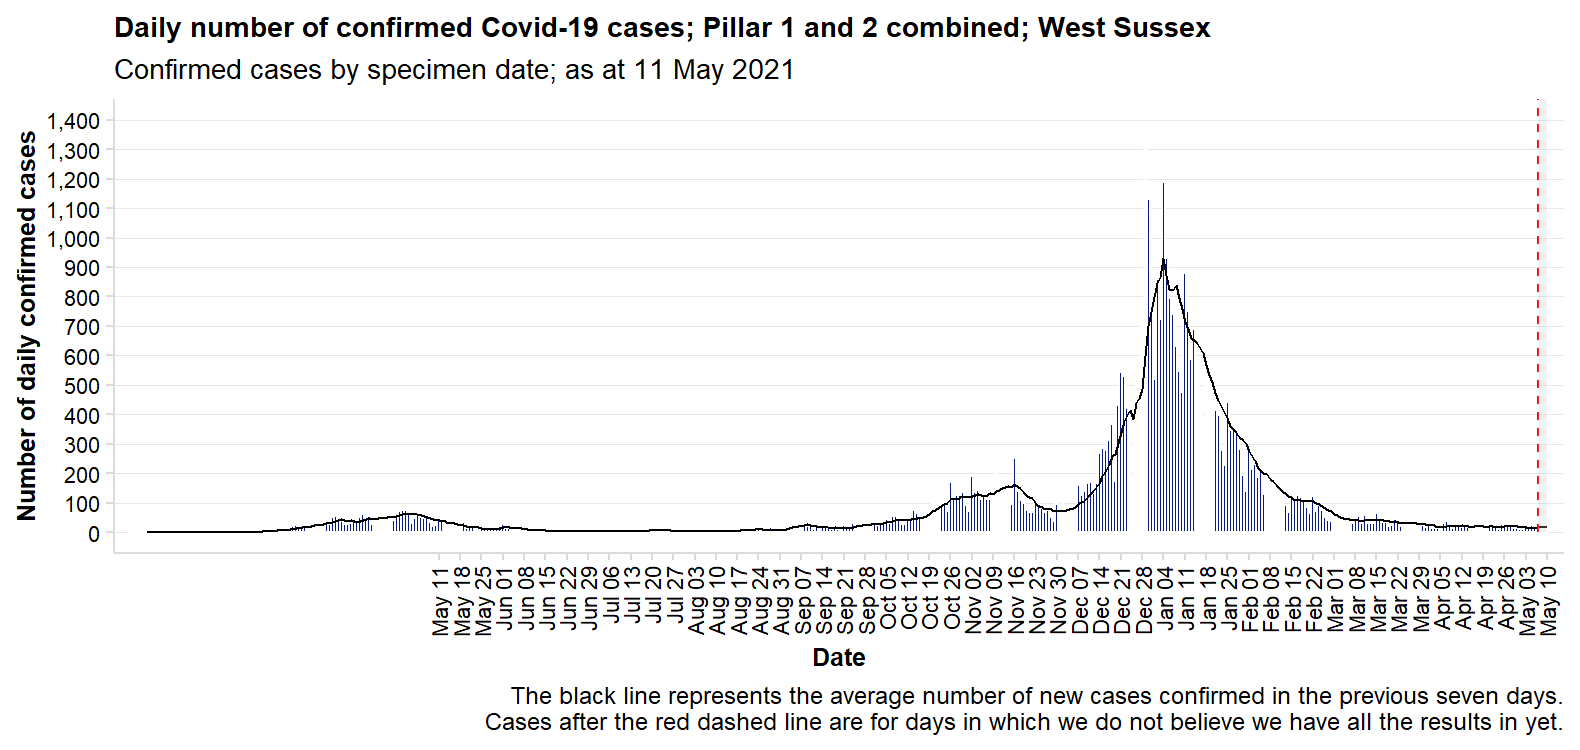 Daily number of confirmed Covid-19 cases; Pillar 1 and 2 combined; West Sussex
Confirmed cases by specimen date; as at 11 May 2021
Number of daily confirmed cases
1,400
1,300
1,200
1,100
1,000
900
800
700
600
500
400
300
200
100
0
May 11
May 18
May 25
Jun 01
Jun 08
Jun 15
Jun 22
Jun 29
Jul 06
Jul 13
Jul 20
Jul 27
Aug 03
Aug 10
Aug 17
Aug 24
Aug 31
Sep 07
Sep 14
Sep 21
Sep 28
Oct 05
Oct 12
Oct 19
Oct 26
Nov 02
Nov 09
Nov 16
Nov 23
Nov 30
Dec 07
Dec 14
Dec 21
Dec 28
Jan 04
Jan 11
Jan 18
Jan 25
Feb 01
Feb 08
Feb 15
Feb 22
Mar 01
Mar 08
Mar 15
Mar 22
Mar 29
Apr 05
Apr 12
Apr 19
Apr 26
May 03
May 10
Date
The black line represents the average number of new cases confirmed in the previous seven days.
Cases after the red dashed line are for days in which we do not believe we have all the results in yet.